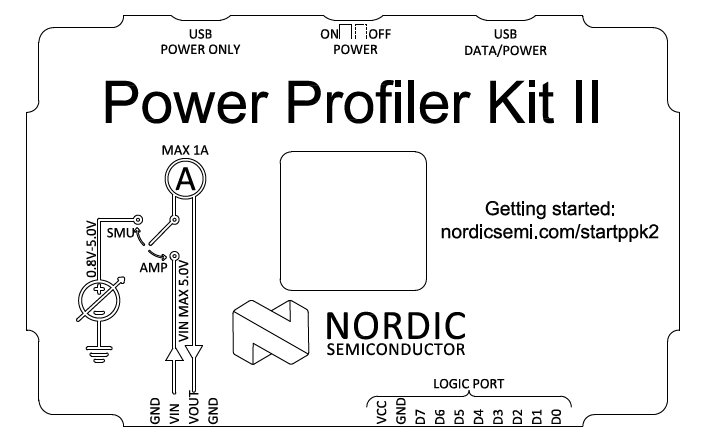 USB
POWER ONLY
ON OFF
POWER
USB
DATA/POWER
Power Profiler Kit II
MAX 1A
A
SMU
AMP
0.8V-5.0V
VIN MAX 5.0V
Getting started:
nordicsemi.com/startppk2
NORDIC
SEMICONDUCTOR
LOGIC PORT
GND
VIN
VOUT
GND
VCC
GND
D7
D6
D5
D4
D3
D2
D1
D0